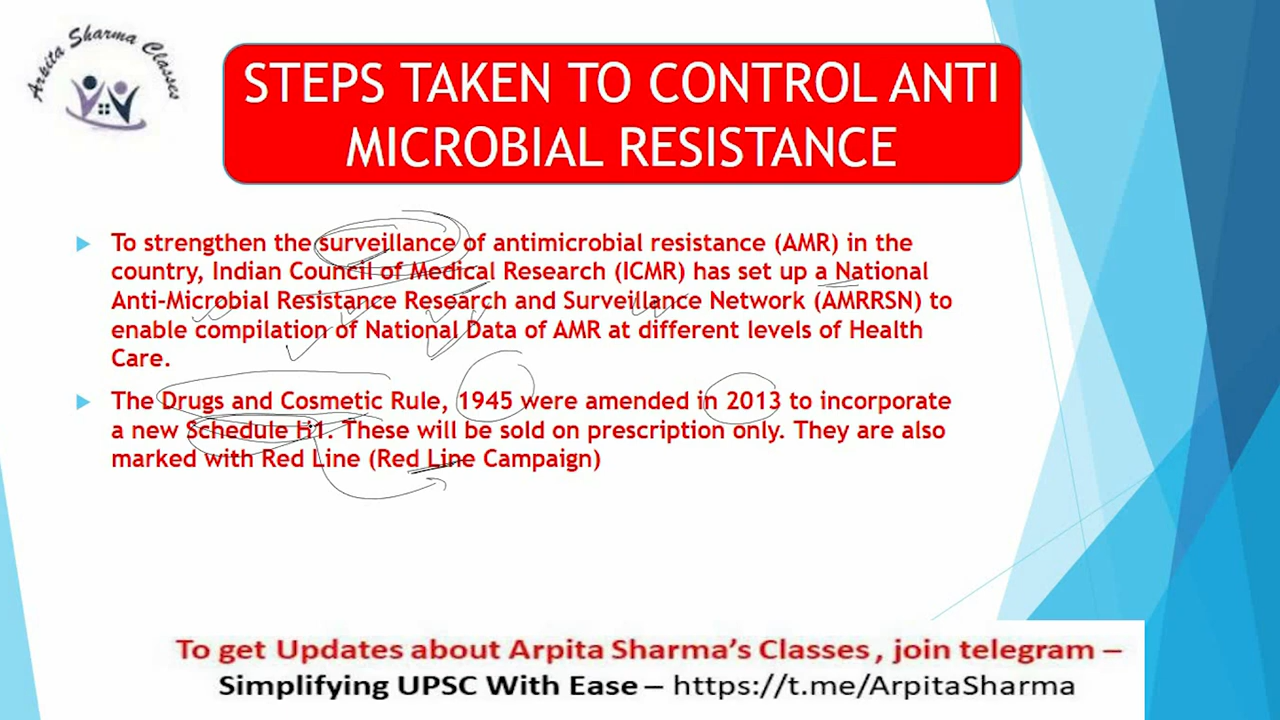 Arpita Sharma Classes
STEPS TAKEN TO CONTROL ANTI
MICROBIAL RESISTANCE
To strengthen the surveillance of antimicrobial resistance (AMR) in the
country, Indian Council of Medical Research (ICMR) has set up a National
Anti-Microbial Resistance Research and Surveillance Network (AMRRSN) to
enable compilation of National Data of AMR at different levels of Health
Care.
The Drugs and Cosmetic Rule, 1945 were amended in 2013 to incorporate
a new Schedule H1. These will be sold on prescription only. They are also
marked with Red Line (Red Line Campaign)
To get Updates about Arpita Sharma's Classes , join telegram –
Simplifying UPSC With Ease – https://t.me/ArpitaSharma